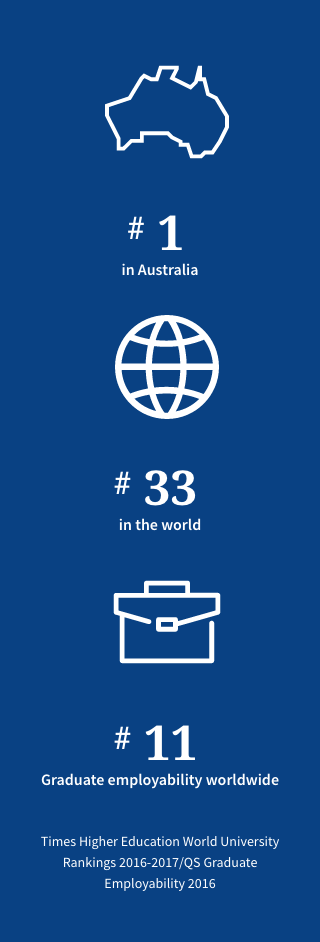 # 1
in Australia
# 33
in the world
# 11
Graduate employability worldwide
Times Higher Education World University
Rankings 2016-2017/QS Graduate
Employability 2016